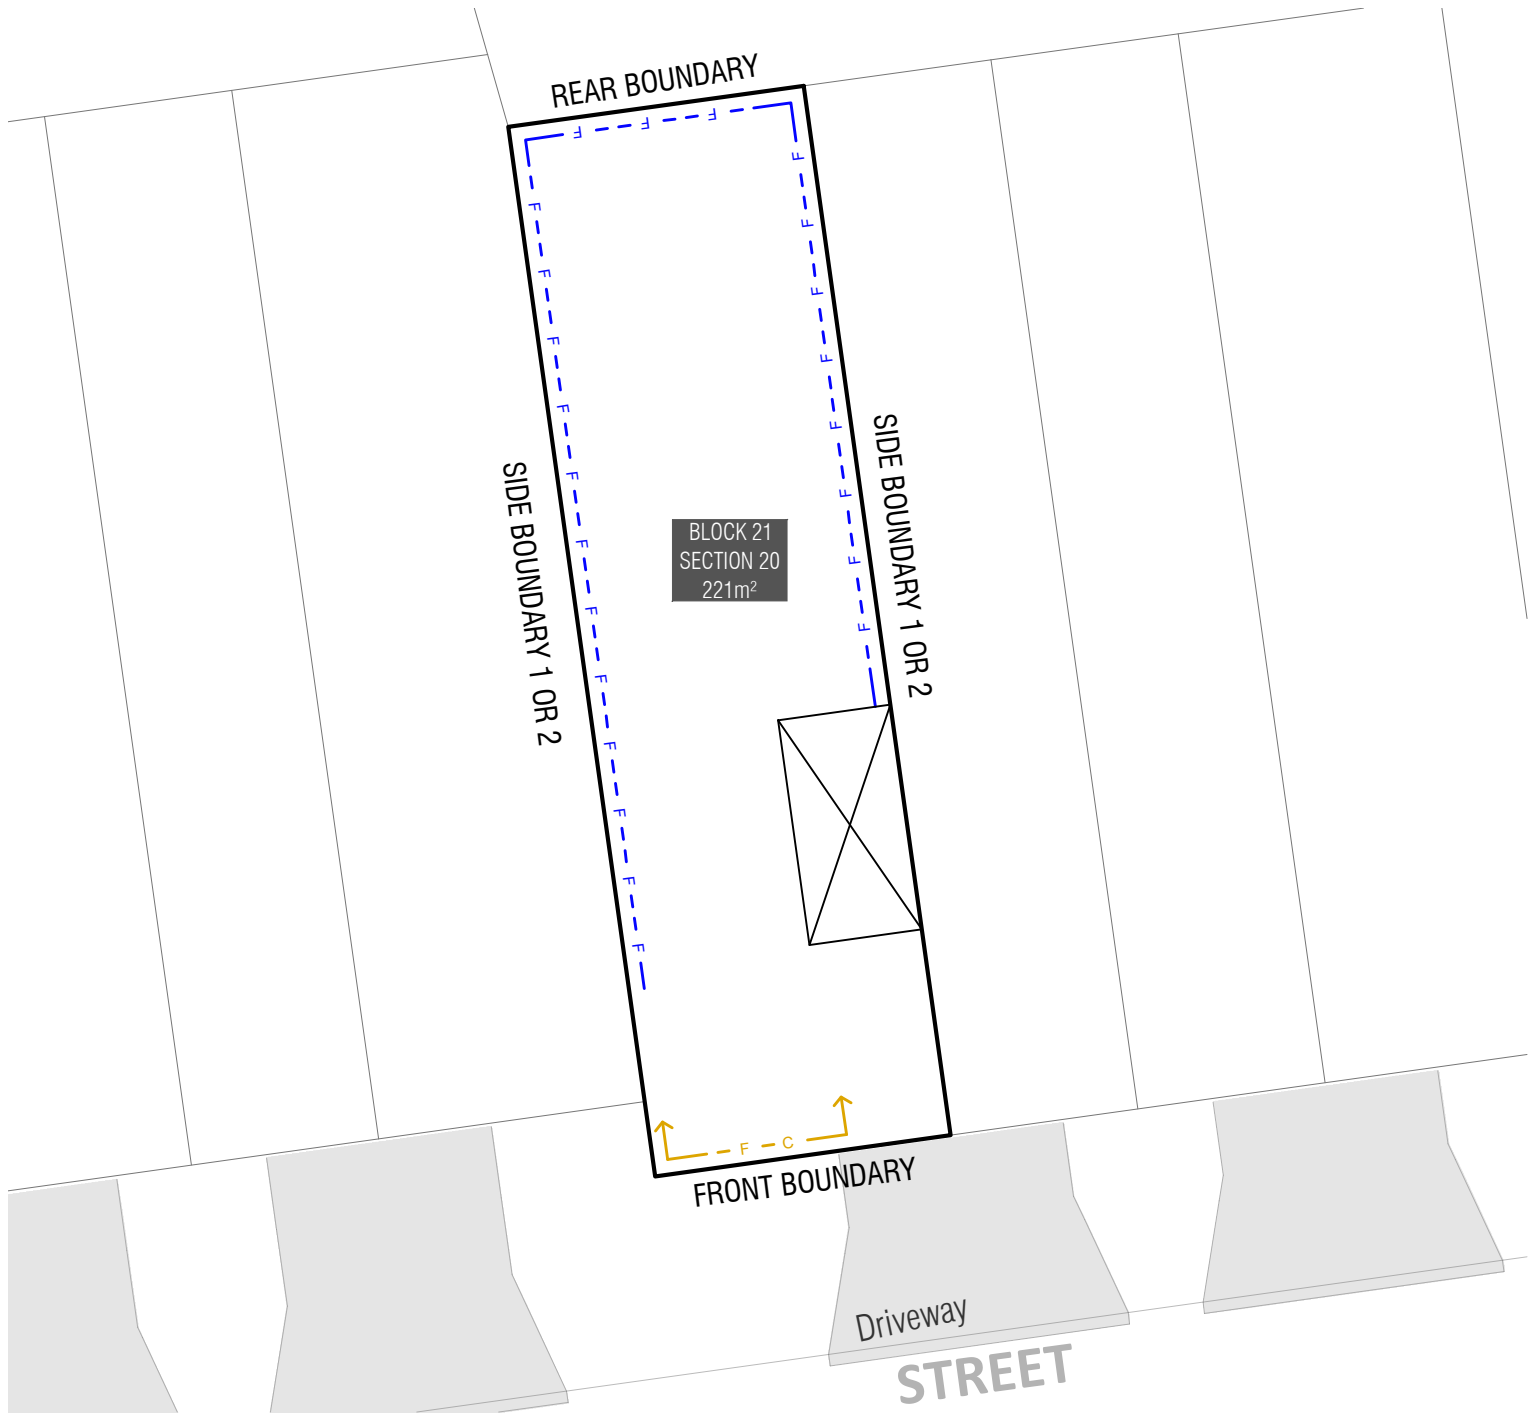 REAR BOUNDARY
F F F
F F F F F F F F F F F F
F F F F F F F F
SIDE BOUNDARY 1 OR 2
SIDE BOUNDARY 1 OR 2
BLOCK 21
SECTION 20
221m²
F C
FRONT BOUNDARY
Driveway
STREET